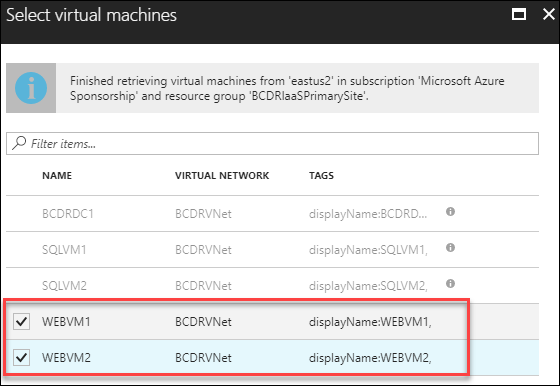 Select virtual machines
Finished retrieving virtual machines from 'eastus2' in subscription 'Microsoft Azure
Sponsorship' and resource group 'BCDRIaaSPrimarySite'.
Filter items...
NAME VIRTUAL NETWORK TAGS
BCDRDC1 BCDRVNet displayName:BCDRD...
SQLVM1 BCDRVNet displayName:SQLVM1,
SQLVM2 BCDRVNet displayName:SQLVM2,
WEBVM1 BCDRVNet displayName:WEBVM1,
WEBVM2 BCDRVNet displayName:WEBVM2,